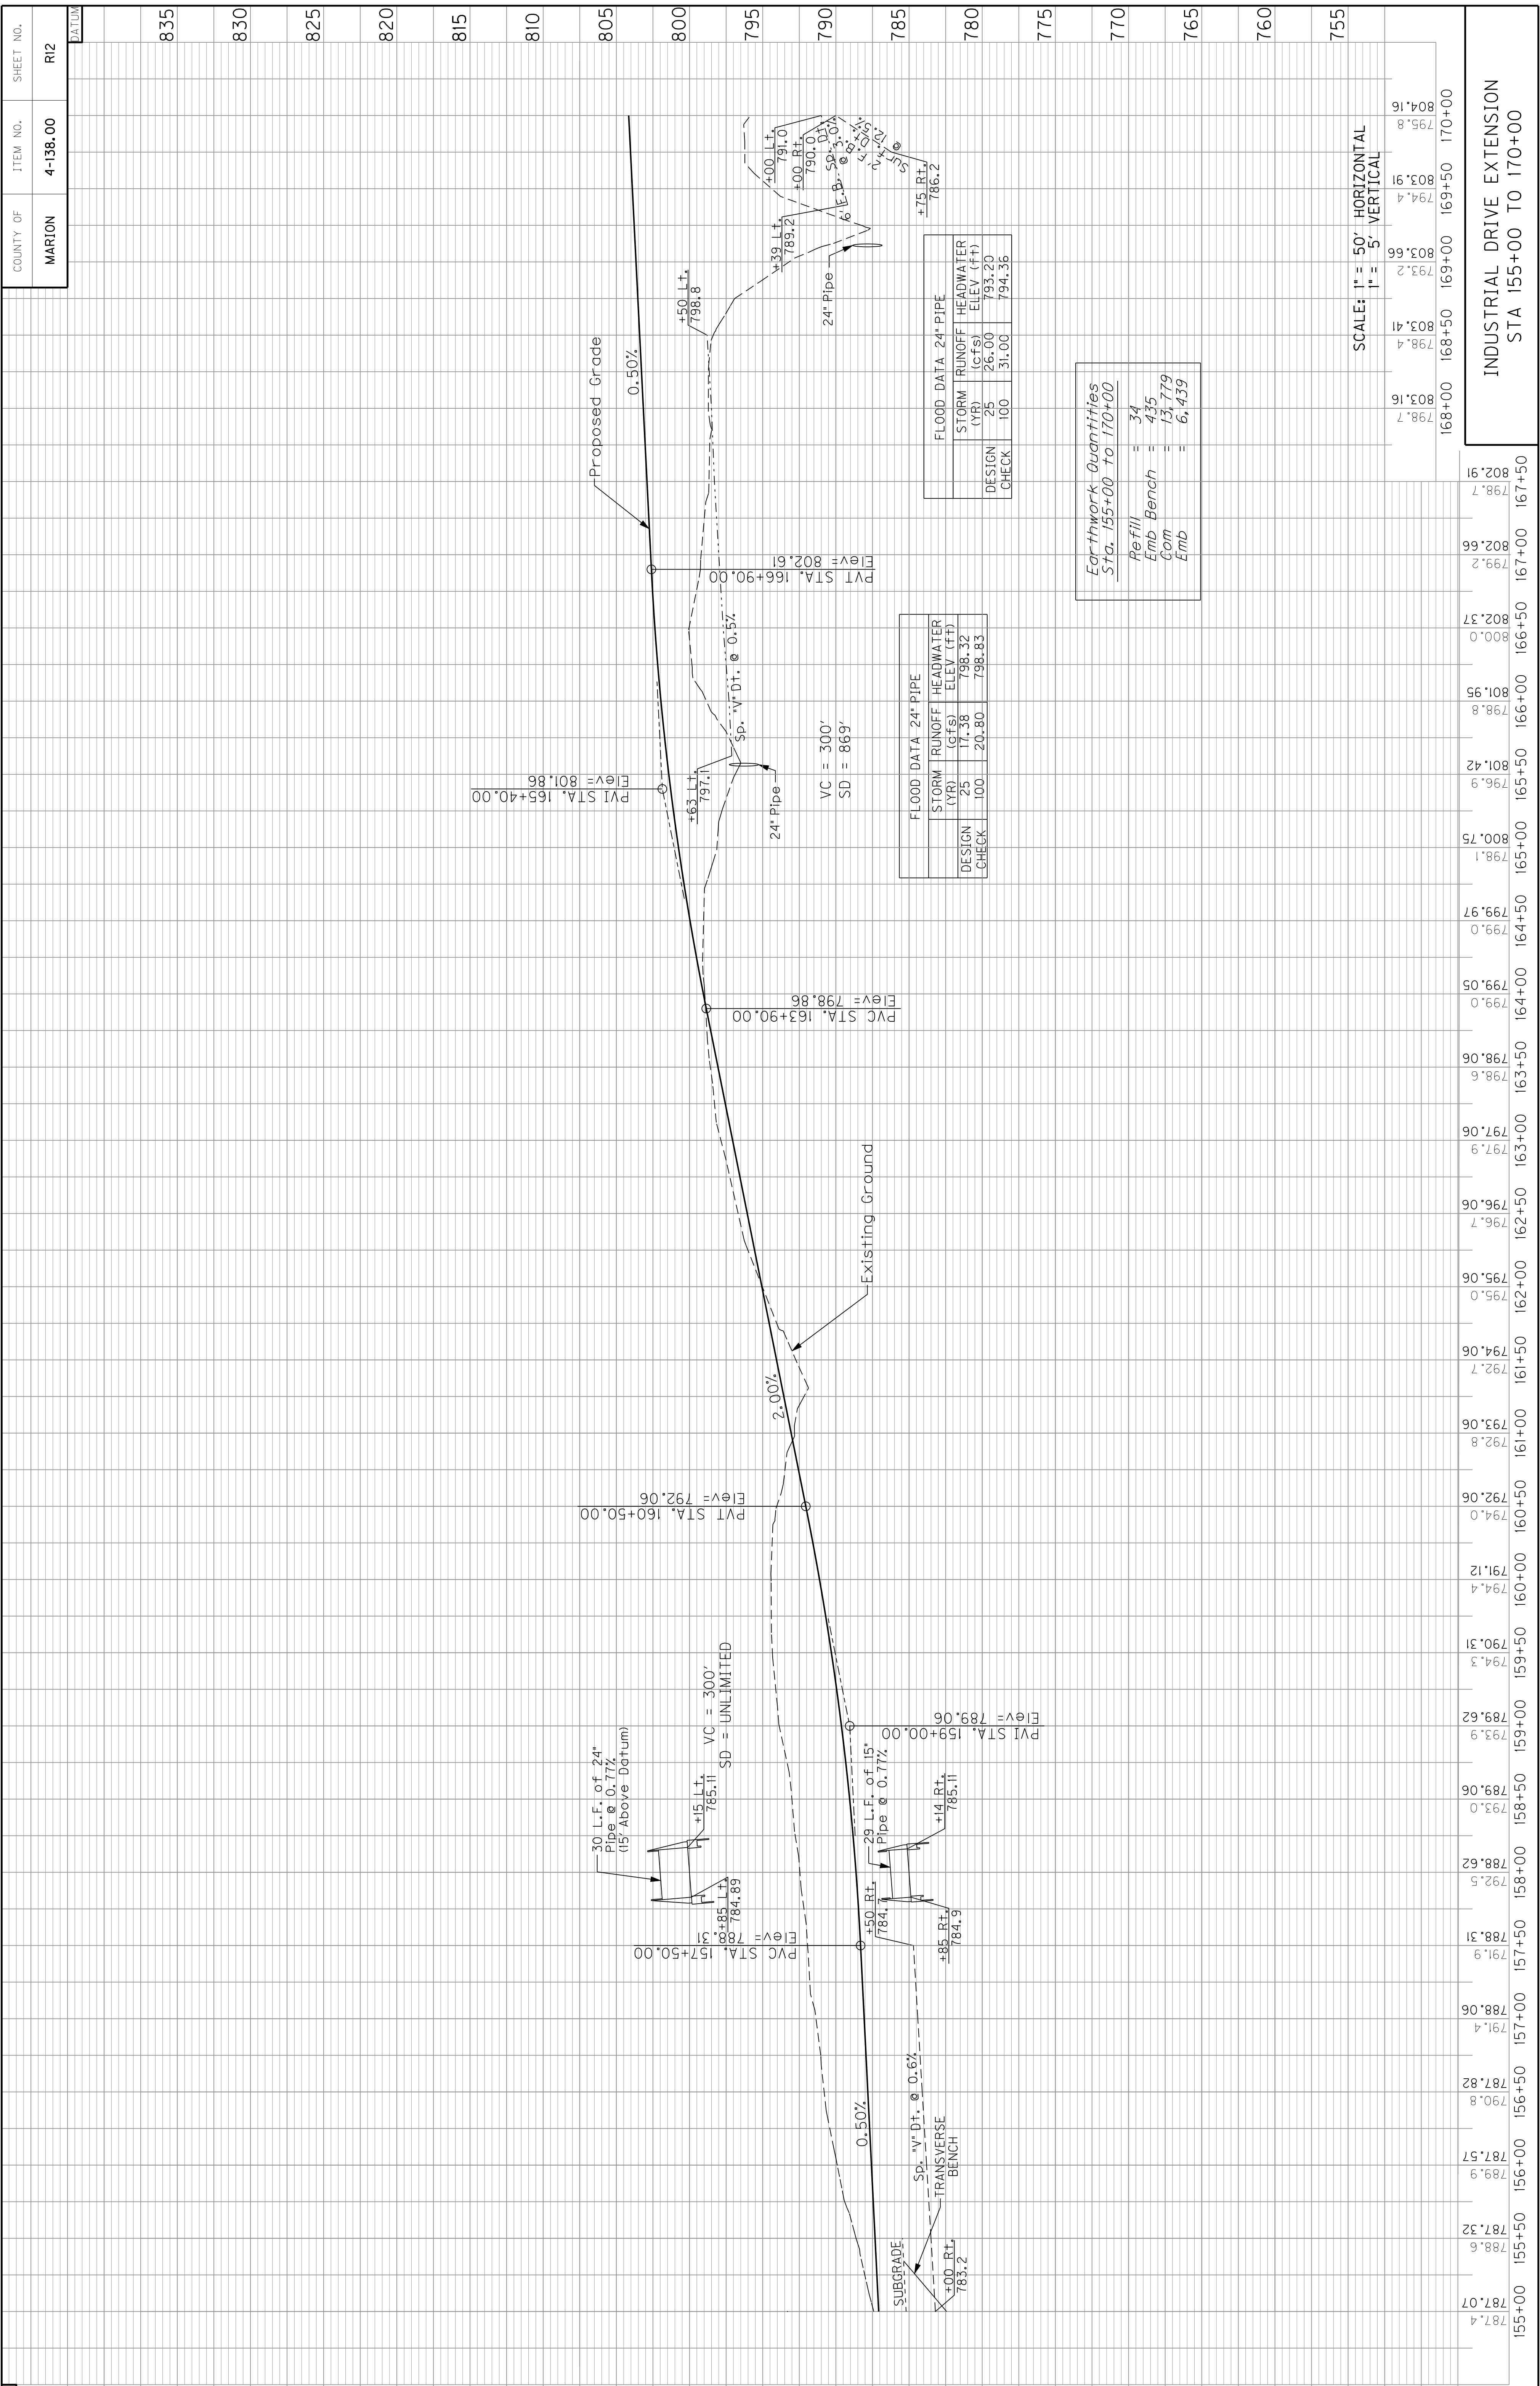 COUNTY OF
ITEM NO.
SHEET NO.
MARION
4-138.00
R12
DATUM
835
830
825
820
815
810
805
800
795
790
785
780
775
770
765
760
755
30 L.F. of 24"
Pipe @ 0.77%
(15' Above Datum)
+15 Lt.
785.11
+85 Lt.
784.89
VC = 300'
SD = UNLIMITED
PVC STA. 157+50.00
Elev= 788.31
+50 Rt.
784.7
29 L.F. of 15"
Pipe @ 0.77%
+14 Rt.
785.11
+85 Rt.
784.9
PVI STA. 159+00.00
Elev= 789.06
PVT STA. 160+50.00
Elev= 792.06
0.50%
Sp. "V" Dt. @ 0.6%
TRANSVERSE
BENCH
SUBGRADE
+00 Rt.
783.2
2.00%
Existing Ground
PVC STA. 163+90.00
Elev= 798.86
PVI STA. 165+40.00
Elev= 801.86
+63 Lt.
797.1
Sp. "V" Dt. @ 0.5%
24" Pipe
VC = 300'
SD = 869'
PVT STA. 166+90.00
Elev= 802.61
Proposed Grade
0.50%
+50 Lt.
798.8
24" Pipe
+39 Lt.
789.2
+00 Lt.
791.0
+00 Rt.
790.0
6' F.B. Sp. Dt.
@ 3.0%
2' F.B. Sur. Dt.
@ 12.5%
+75 Rt.
786.2
FLOOD DATA 24" PIPE
STORM RUNOFF HEADWATER
(YR) (cfs) ELEV (ft)
DESIGN 25 17.38 798.32
CHECK 100 20.80 798.83
FLOOD DATA 24" PIPE
STORM RUNOFF HEADWATER
(YR) (cfs) ELEV (ft)
DESIGN 25 26.00 793.20
CHECK 100 31.00 794.36
Earthwork Quantities
Sta. 155+00 to 170+00
Refill = 34
Emb Bench = 435
Com = 13,779
Emb = 6,439
SCALE: 1" = 50' HORIZONTAL
1" = 5' VERTICAL
787.4 787.07
155+00
788.6 787.32
155+50
789.9 787.57
156+00
790.8 787.82
156+50
791.4 788.06
157+00
791.9 788.31
157+50
792.5 788.62
158+00
793.0 789.06
158+50
793.9 789.62
159+00
794.3 790.31
159+50
794.4 791.12
160+00
794.0 792.06
160+50
792.8 793.06
161+00
792.7 794.06
161+50
795.0 795.06
162+00
796.7 796.06
162+50
797.9 797.06
163+00
798.6 798.06
163+50
799.0 799.05
164+00
799.0 799.97
164+50
798.1 800.75
165+00
796.9 801.42
165+50
798.8 801.95
166+00
800.0 802.37
166+50
799.2 802.66
167+00
798.7 802.91
167+50
798.7 803.16
168+00
798.4 803.41
168+50
793.2 803.66
169+00
794.4 803.91
169+50
795.8 804.16
170+00
INDUSTRIAL DRIVE EXTENSION
STA 155+00 TO 170+00